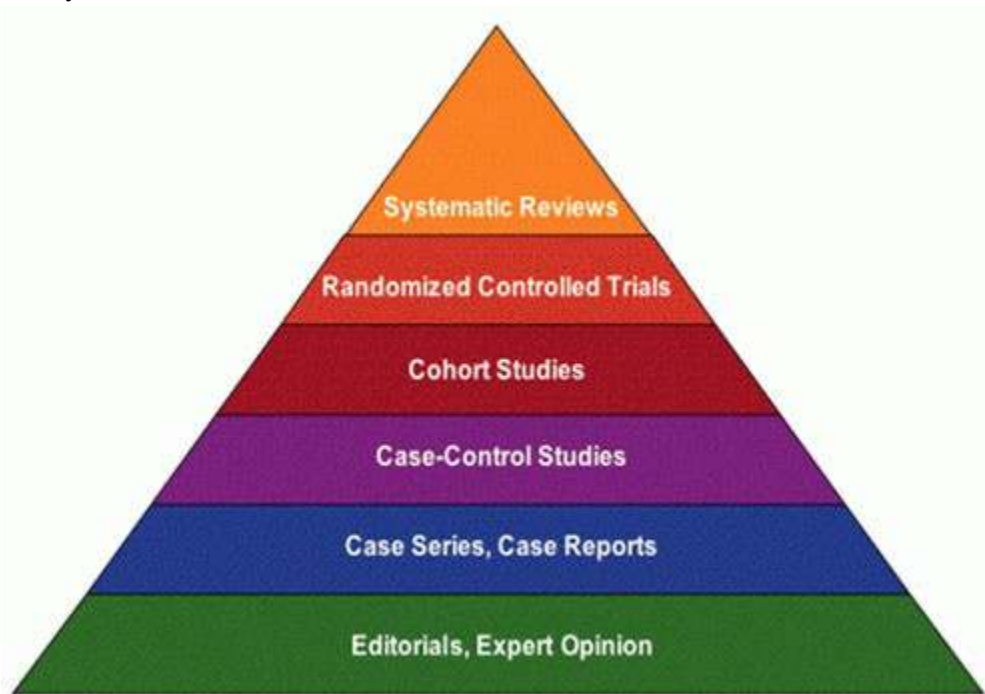 Systematic Reviews
Randomized Controlled Trials
Cohort Studies
Case-Control Studies
Case Series, Case Reports
Editorials, Expert Opinion